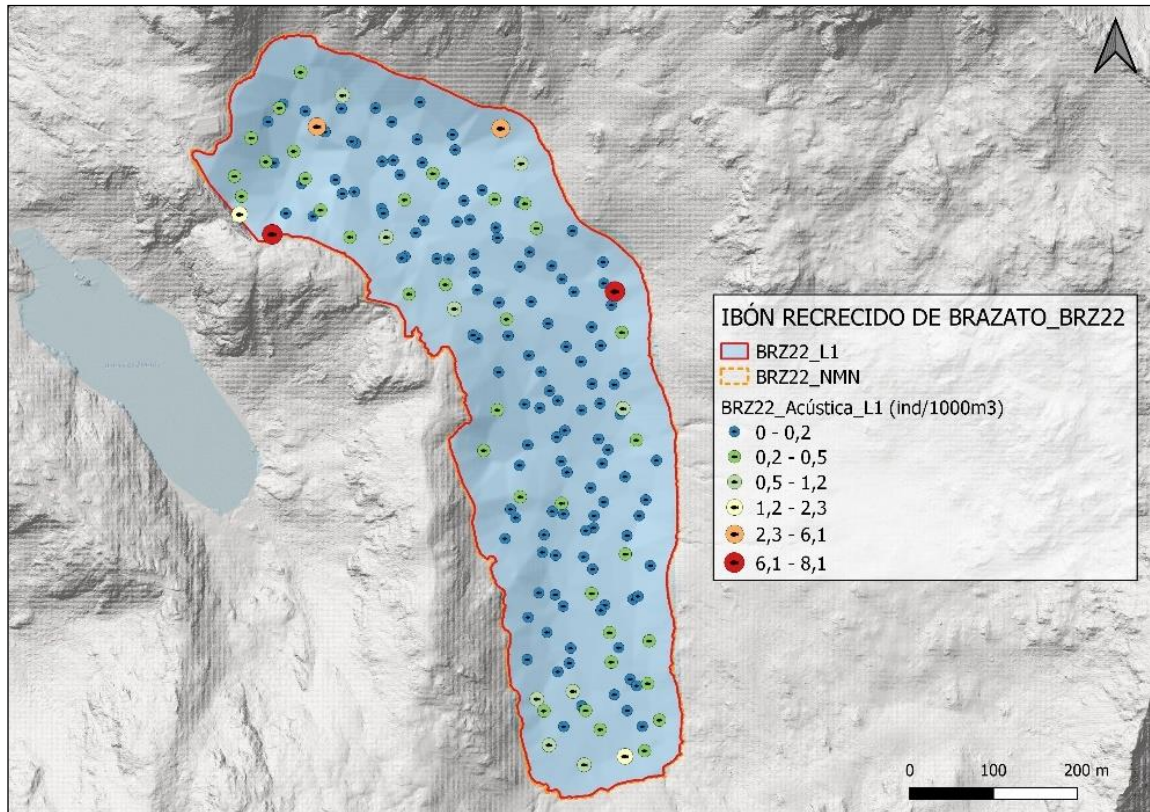 IBÓN RECRECIDO DE BRAZATO_BRZ22
BRZ22_L1
BRZ22_NMN
BRZ22_Acústica_L1 (ind/1000m3)
0 - 0,2
0,2 - 0,5
0,5 - 1,2
1,2 - 2,3
2,3 - 6,1
6,1 - 8,1
0 100 200 m